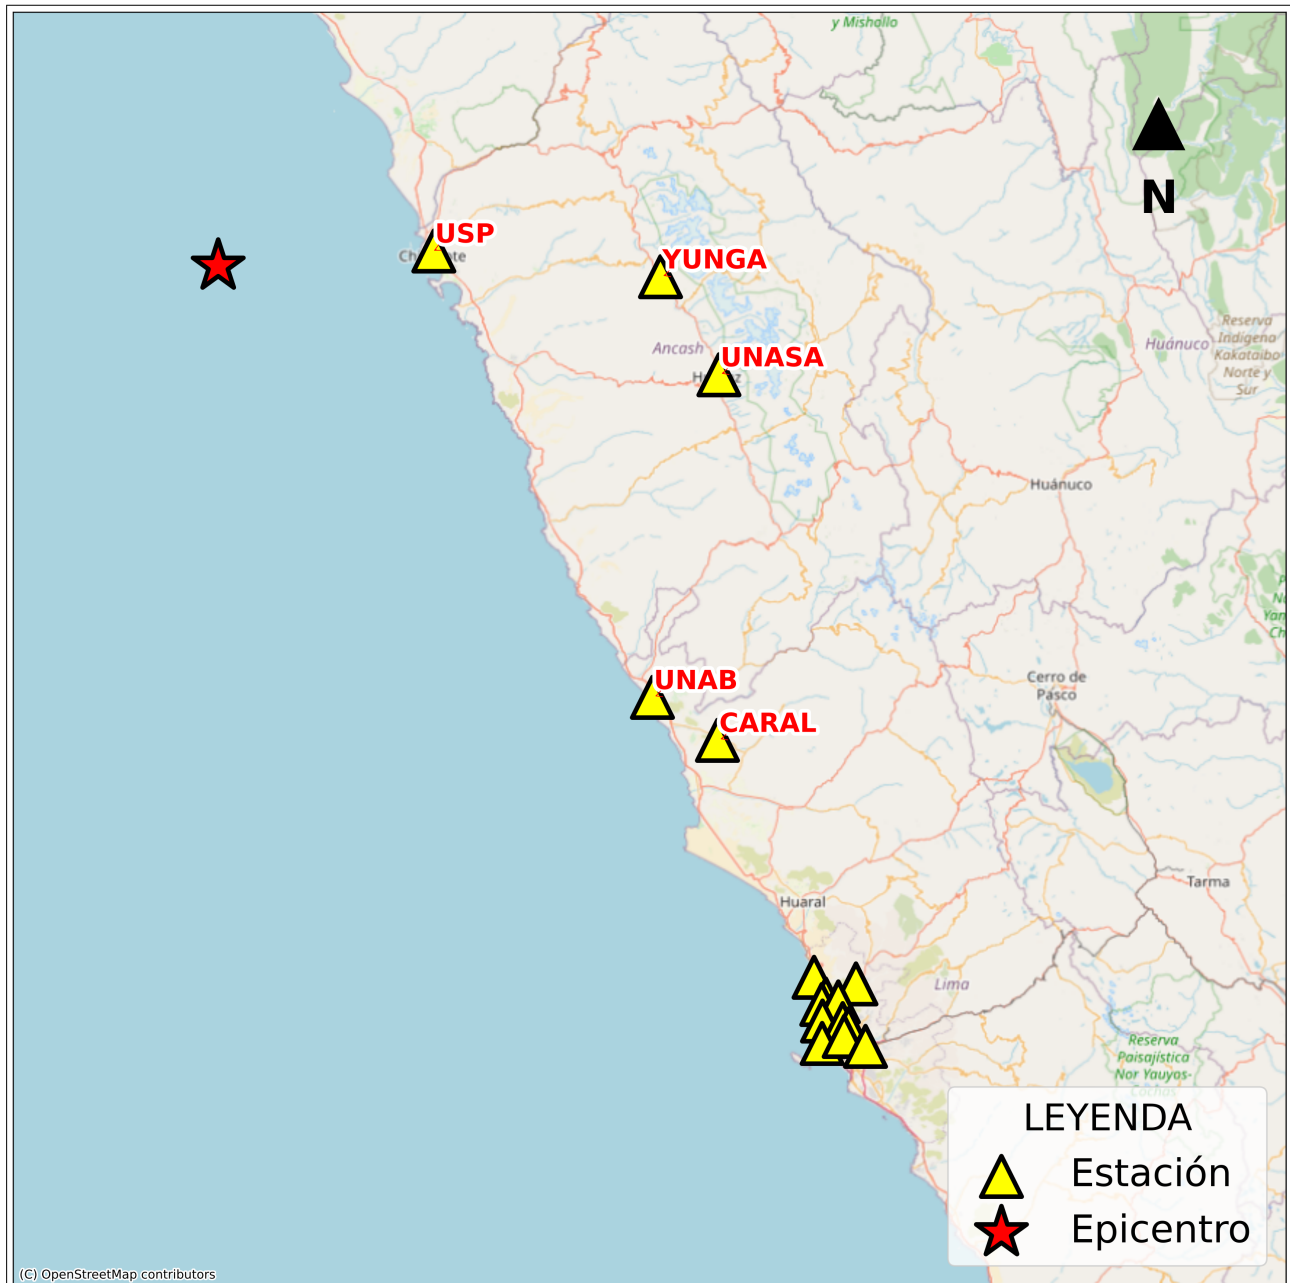 y Mishollo
N
USP
YUNGA
Ancash
UNASA
Huánuco
Reserva
Indígena
Kakataibo
Norte y
Sur
Huánuco
UNAB
CARAL
Cerro de
Pasco
Tarma
Huaral
Lima
Reserva
Paisajística
Nor Yauyos-
Cochas
LEYENDA
Estación
Epicentro
(C) OpenStreetMap contributors